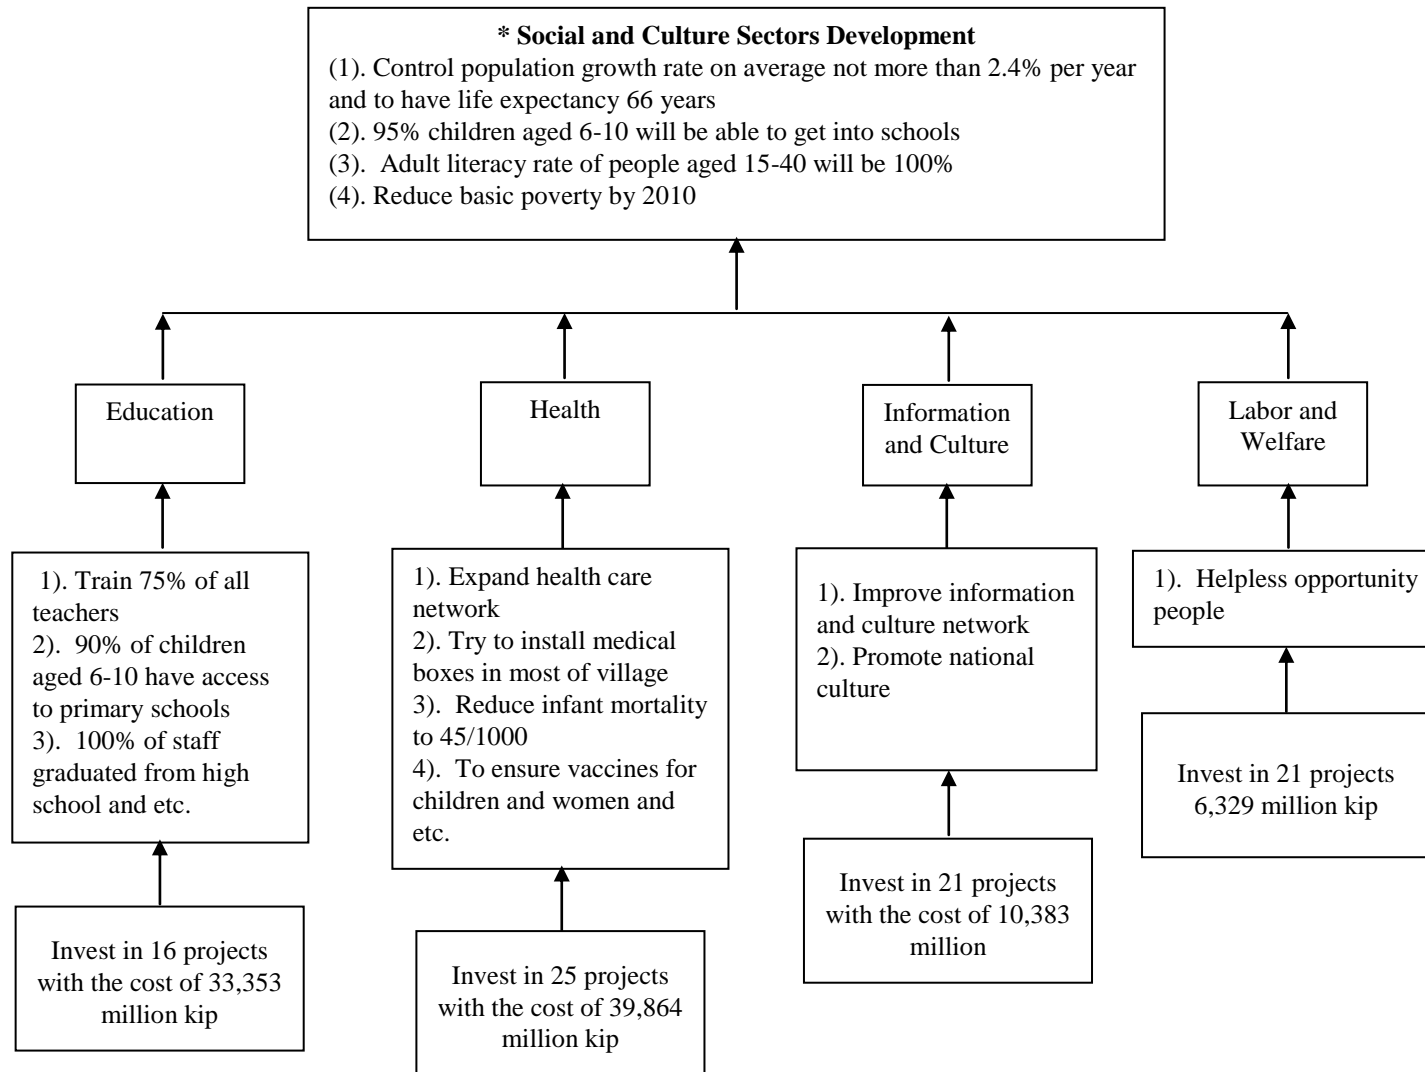 * Social and Culture Sectors Development
(1). Control population growth rate on average not more than 2.4% per year
and to have life expectancy 66 years
(2). 95% children aged 6-10 will be able to get into schools
(3).  Adult literacy rate of people aged 15-40 will be 100%
(4). Reduce basic poverty by 2010
Education
Health
Information
and Culture
Labor and
Welfare
1). Train 75% of all
teachers
2).  90% of children
aged 6-10 have access
to primary schools
3).  100% of staff
graduated from high
school and etc.
1). Expand health care
network
2). Try to install medical
boxes in most of village
3).  Reduce infant mortality
to 45/1000
4).  To ensure vaccines for
children and women and
etc.
1). Improve information
and culture network
2). Promote national
culture
1).  Helpless opportunity
people
Invest in 16 projects
with the cost of 33,353
million kip
Invest in 25 projects
with the cost of 39,864
million kip
Invest in 21 projects
with the cost of 10,383
million
Invest in 21 projects
6,329 million kip